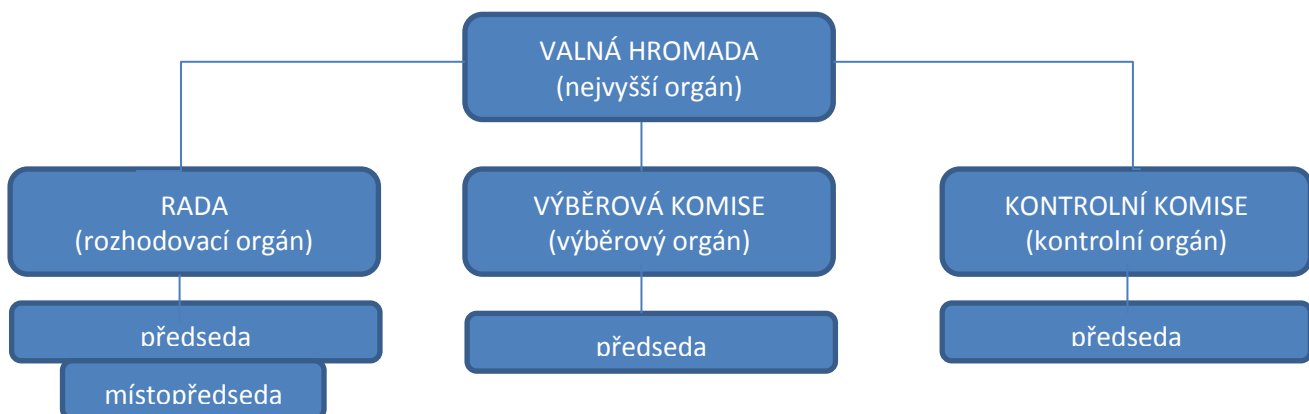 VALNÁ HROMADA
(nejvyšší orgán)
RADA
(rozhodovací orgán)
VÝBĚROVÁ KOMISE
(výběrový orgán)
KONTROLNÍ KOMISE
(kontrolní orgán)
předseda
předseda
předseda
místopředseda